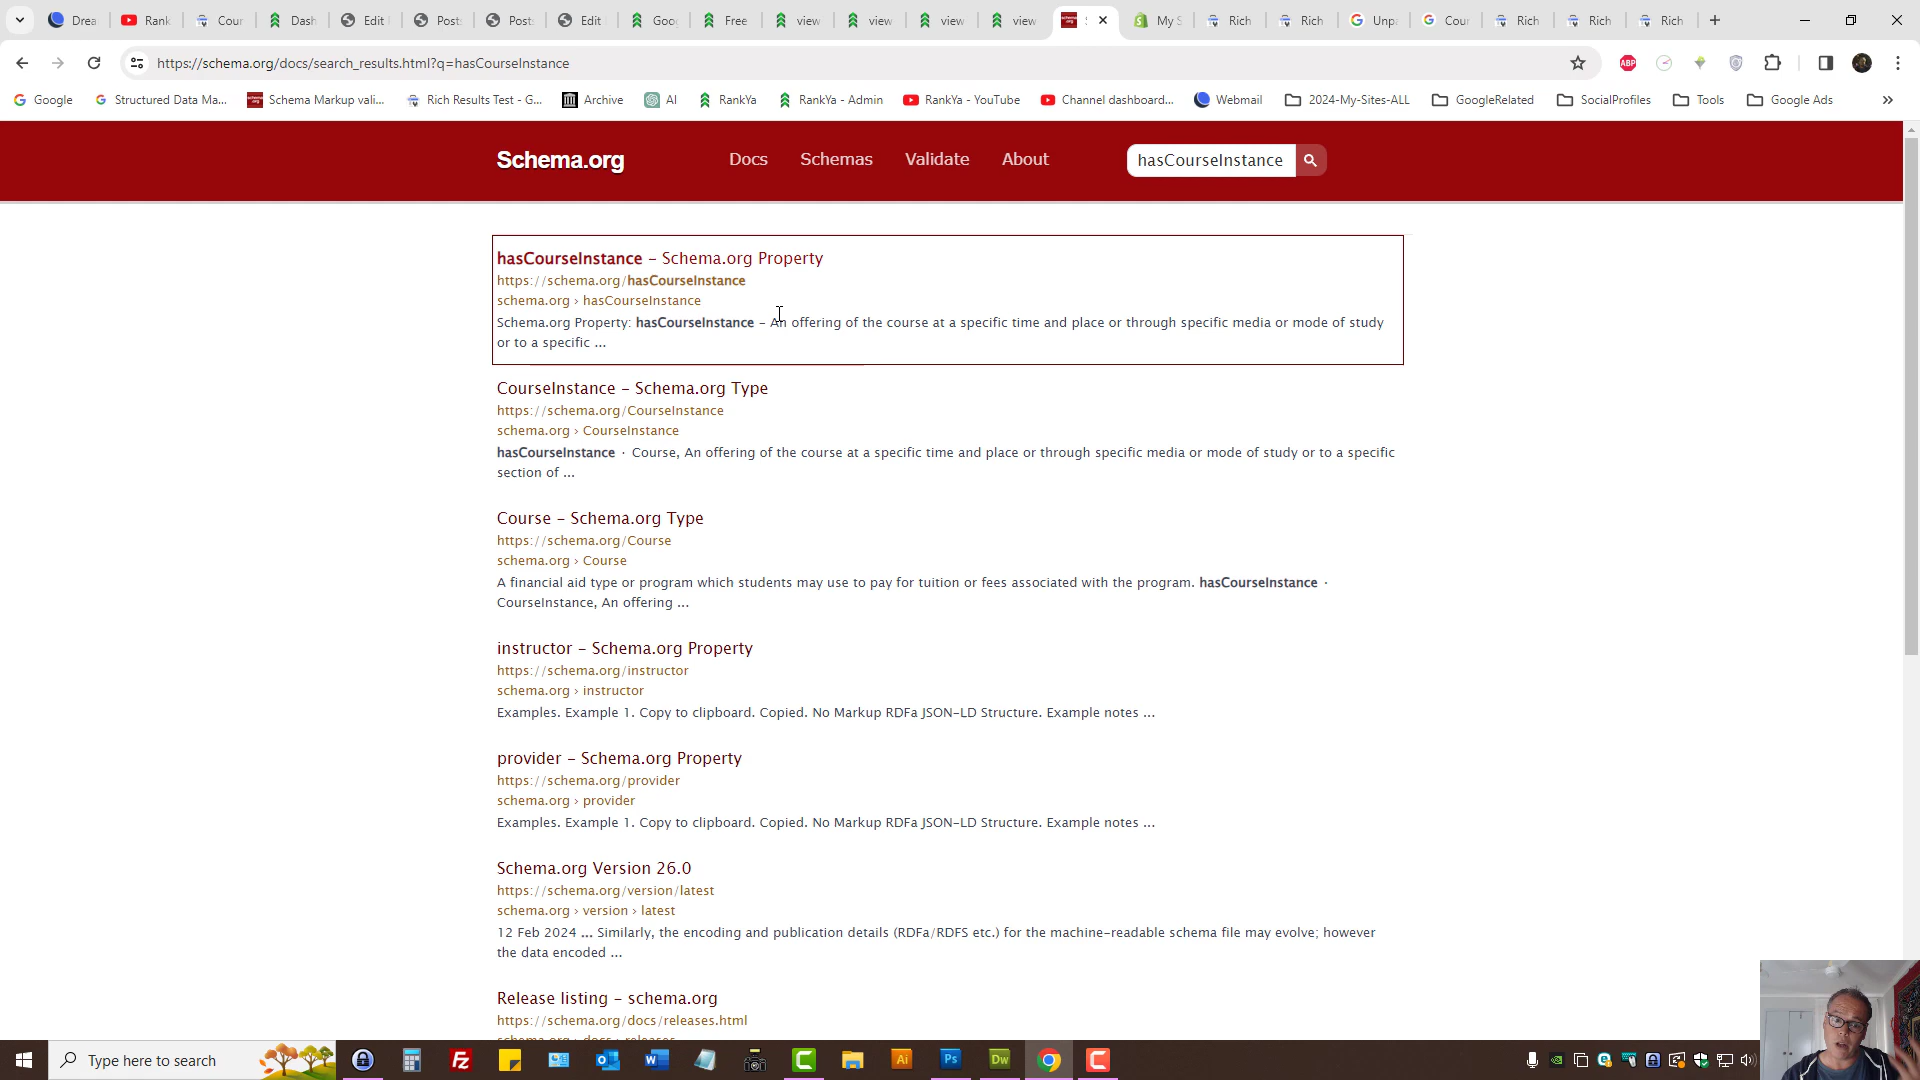 Drea
Rank
Cour
Dash
Edit
Post
Post
Edit
Goo
Free
view
view
view
view
S
My S
Rich
Rich
Unp
Cour
Rich
Rich
Rich
https://schema.org/docs/search_results.html?q=hasCourseInstance
ABP
Google
Structured Data Ma...
Schema Markup vali...
Rich Results Test - G...
Archive
AI
RankYa
RankYa - Admin
RankYa - YouTube
Channel dashboard...
Webmail
2024-My-Sites-ALL
GoogleRelated
SocialProfiles
Tools
Google Ads
Schema.org
Docs
Schemas
Validate
About
hasCourseInstance
hasCourseInstance - Schema.org Property
https://schema.org/hasCourseInstance
schema.org › hasCourseInstance
Schema.org Property: hasCourseInstance - An offering of the course at a specific time and place or through specific media or mode of study
or to a specific ...
CourseInstance - Schema.org Type
https://schema.org/CourseInstance
schema.org › CourseInstance
hasCourseInstance · Course, An offering of the course at a specific time and place or through specific media or mode of study or to a specific
section of ...
Course - Schema.org Type
https://schema.org/Course
schema.org › Course
A financial aid type or program which students may use to pay for tuition or fees associated with the program. hasCourseInstance ·
CourseInstance, An offering ...
instructor - Schema.org Property
https://schema.org/instructor
schema.org › instructor
Examples. Example 1. Copy to clipboard. Copied. No Markup RDFa JSON-LD Structure. Example notes ...
provider - Schema.org Property
https://schema.org/provider
schema.org › provider
Examples. Example 1. Copy to clipboard. Copied. No Markup RDFa JSON-LD Structure. Example notes ...
Schema.org Version 26.0
https://schema.org/version/latest
schema.org › version › latest
12 Feb 2024 ... Similarly, the encoding and publication details (RDFa/RDFS etc.) for the machine-readable schema file may evolve; however
the data encoded ...
Release listing - schema.org
https://schema.org/docs/releases.html
schema.org › docs › releases
Type here to search
Fz
Ai
Ps
Dw